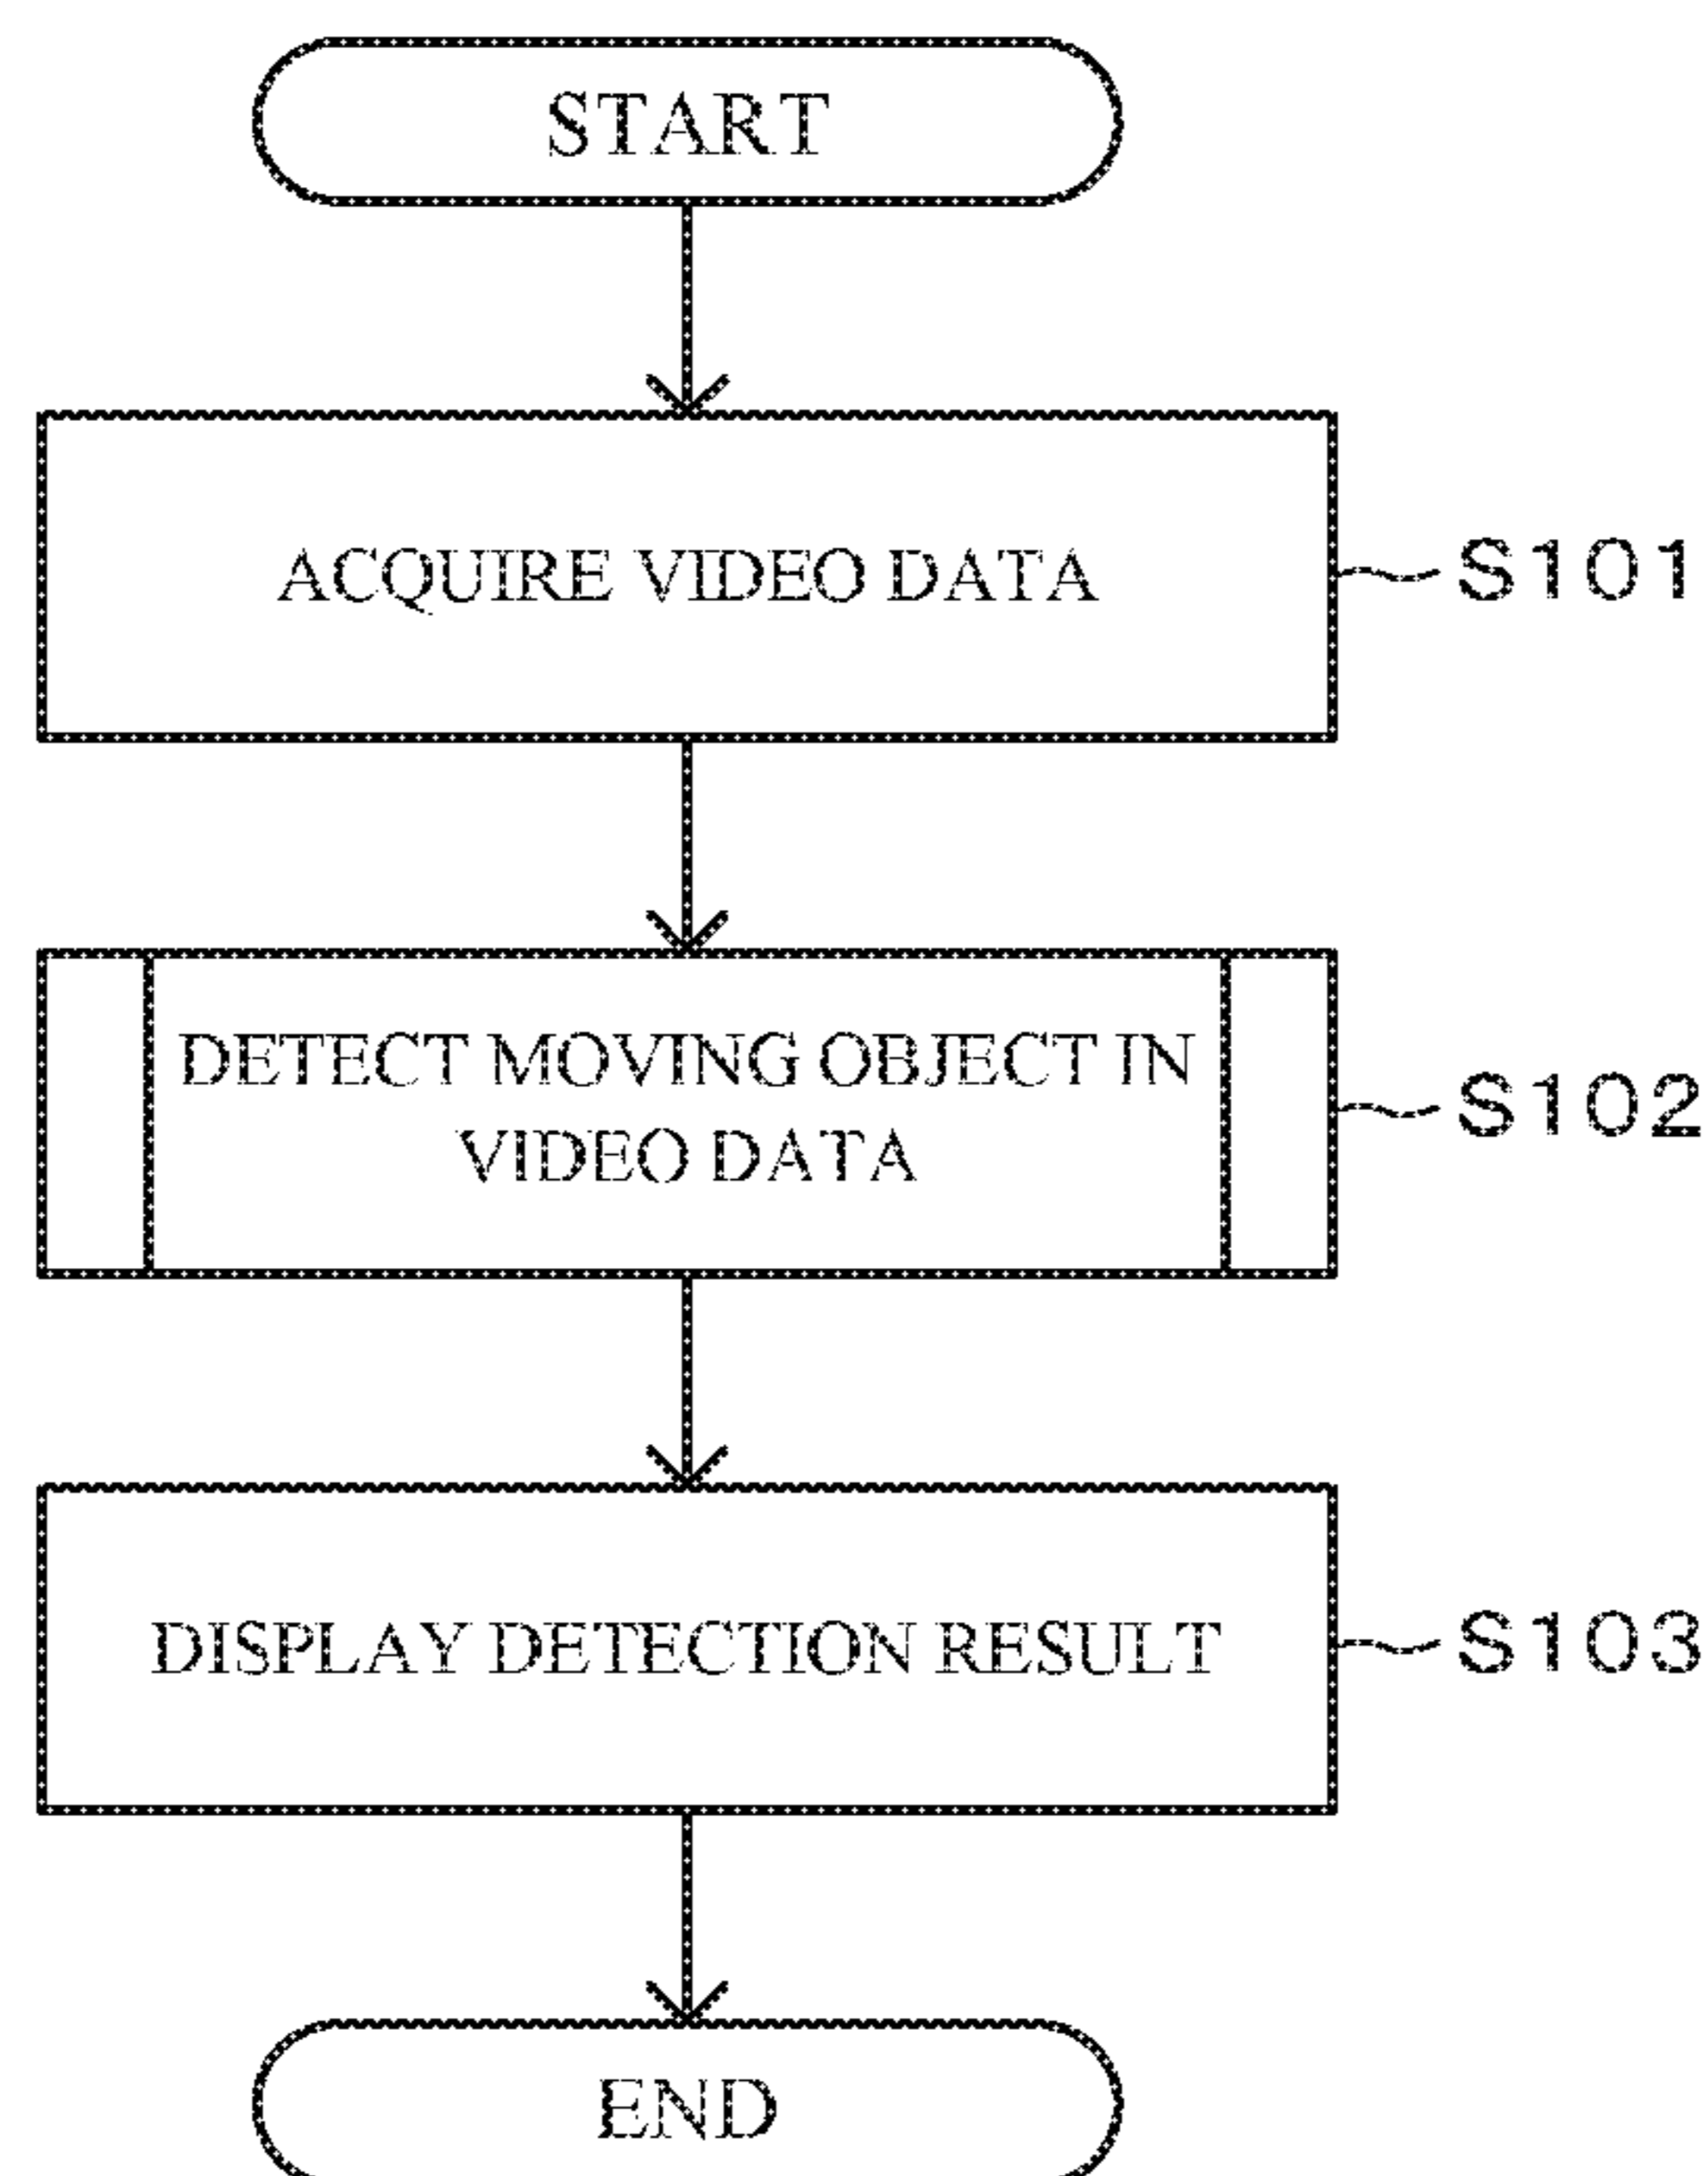 START
ACQUIRE VIDEO DATA
S101
DETECT MOVING OBJECT IN
VIDEO DATA
S102
DISPLAY DETECTION RESULT
S103
END